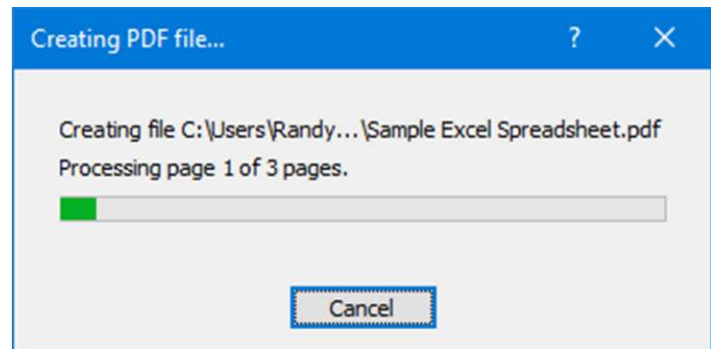 Creating PDF file...
Creating file C:\Users\Randy...\Sample Excel Spreadsheet.pdf
Processing page 1 of 3 pages.
Cancel